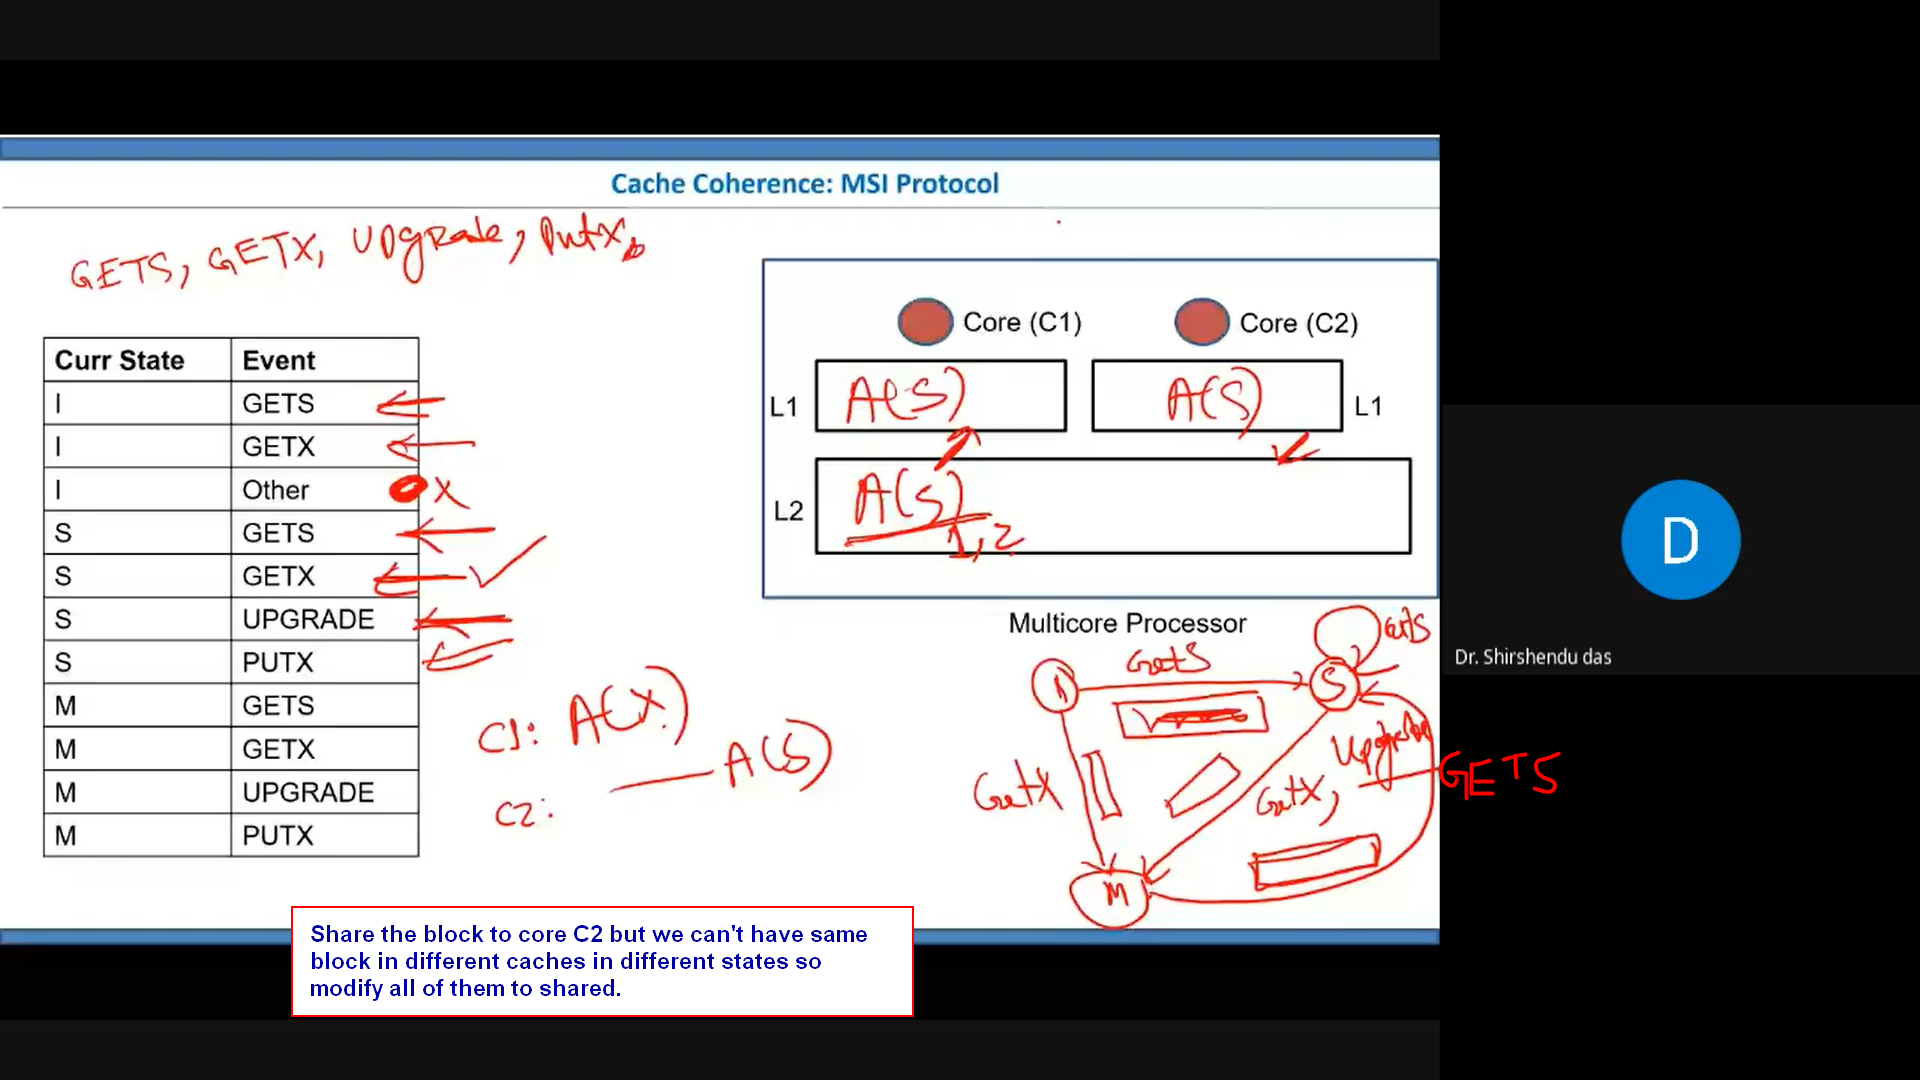 Cache Coherence: MSI Protocol
GETS, GETX, Upgrade, PutX,
Curr State Event
I GETS
I GETX
I Other X
S GETS
S GETX
S UPGRADE
S PUTX
M GETS
M GETX
M UPGRADE
M PUTX
C1: A(X)
C2: A(S)
Core (C1) Core (C2)
L1 A(S) A(S) L1
L2 A(S)
1,2
Multicore Processor
GetS GetS
S
Upgrade GETS
GetX GetX,
M
Share the block to core C2 but we can't have same
block in different caches in different states so
modify all of them to shared.
D
Dr. Shirshendu das